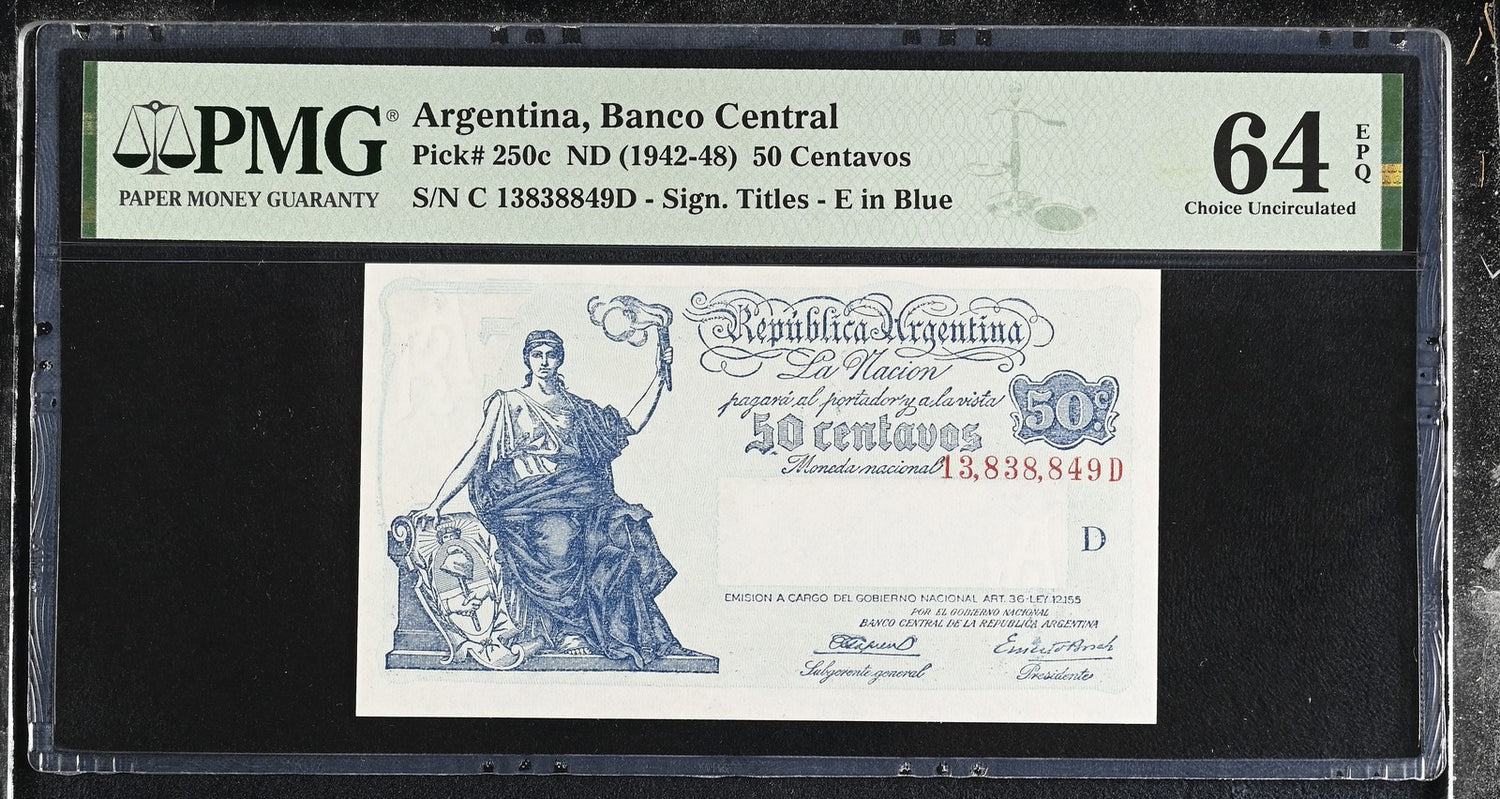 PMG®
PAPER MONEY GUARANTY
Argentina, Banco Central
Pick# 250c ND (1942-48) 50 Centavos
S/N C 13838849D - Sign. Titles - E in Blue
64
EPQ
Choice Uncirculated
República Argentina
La Nacion
pagará al portador y a la vista
50 centavos
50c.
Moneda nacional
13,838,849D
D
EMISION A CARGO DEL GOBIERNO NACIONAL ART. 36-LEY 12.155
POR EL GOBIERNO NACIONAL
BANCO CENTRAL DE LA REPUBLICA ARGENTINA
Subgerente general
Presidente